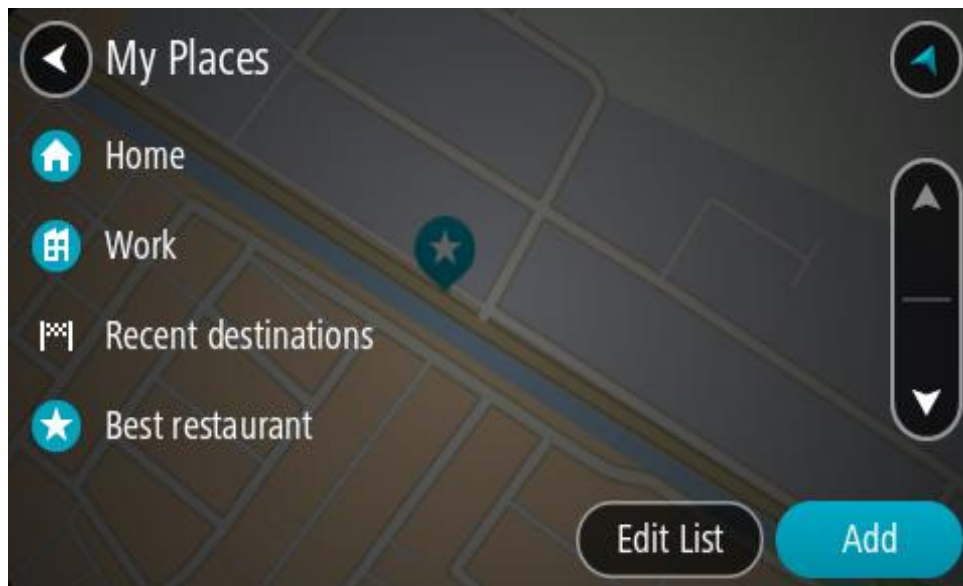 My Places
Home
Work
Recent destinations
Best restaurant
Edit List
Add